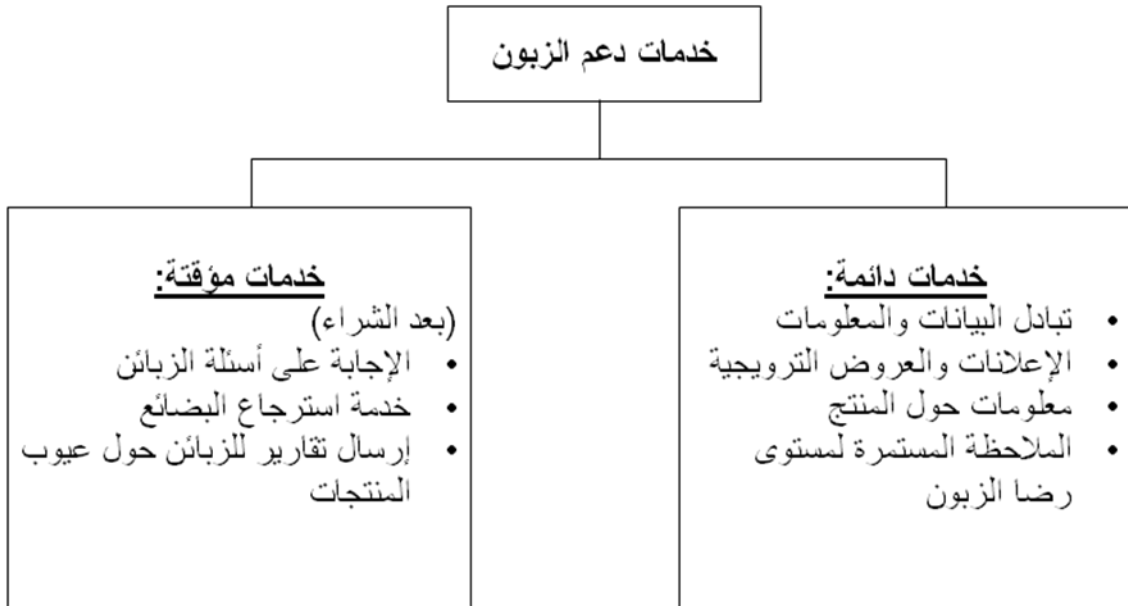 خدمات دعم الزبون
خدمات دائمة:
• تبادل البيانات والمعلومات
• الإعلانات والعروض الترويجية
• معلومات حول المنتج
• الملاحظة المستمرة لمستوى
رضا الزبون
خدمات مؤقتة:
(بعد الشراء)
• الإجابة على أسئلة الزبائن
• خدمة استرجاع البضائع
• إرسال تقارير للزبائن حول عيوب
المنتجات